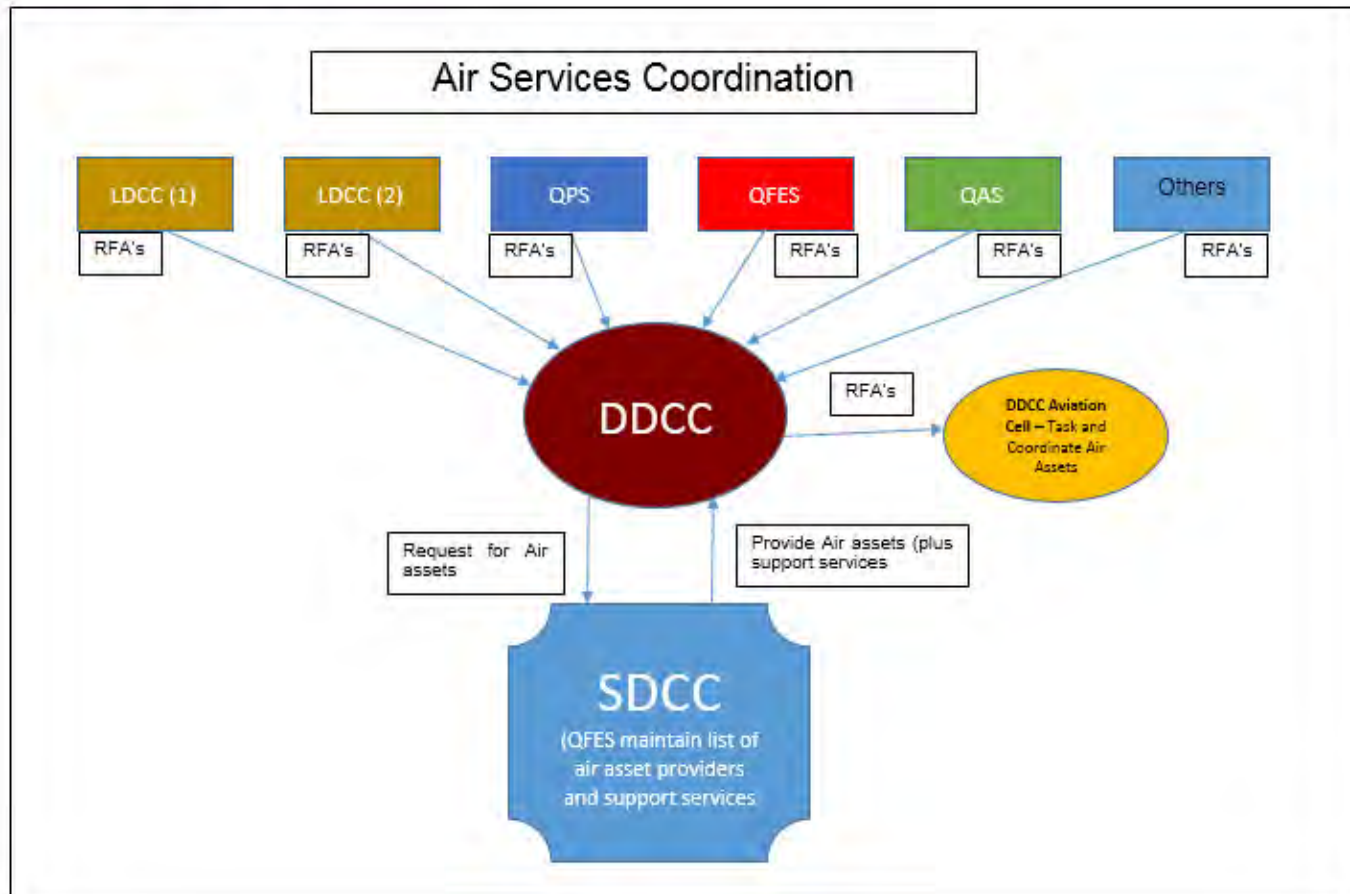 Air Services Coordination
LDCC (1)
LDCC (2)
QPS
QFES
QAS
Others
RFA's
RFA's
RFA's
RFA's
RFA's
RFA's
DDCC
RFA's
DDCC Aviation
Cell – Task and
Coordinate Air
Assets
Request for Air
assets
Provide Air assets (plus
support services
SDCC
(QFES maintain list of
air asset providers
and support services